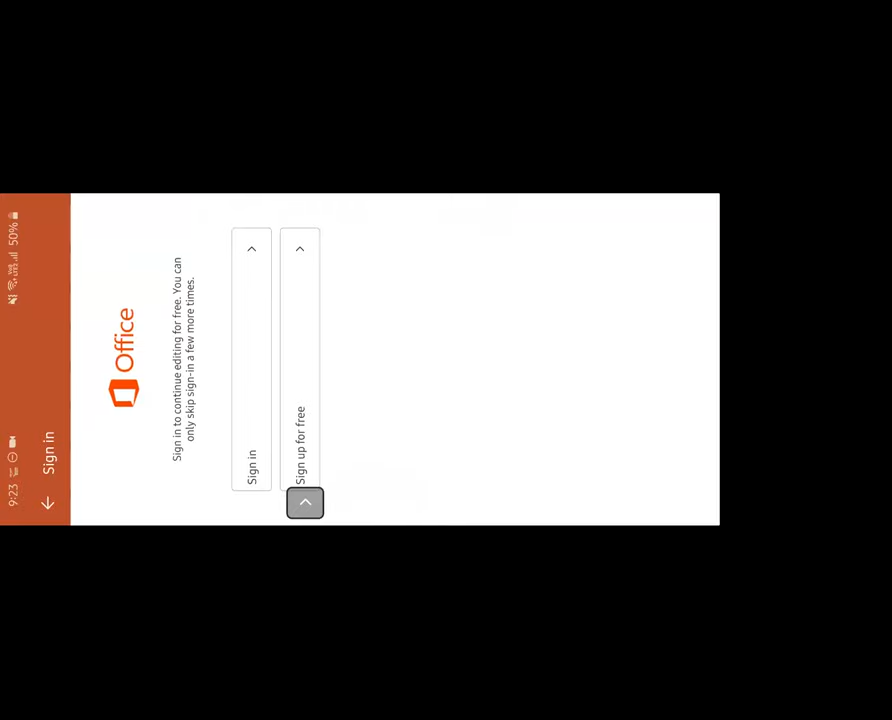 9:23
50%
Sign in
Office
Sign in to continue editing for free. You can
only skip sign-in a few more times.
Sign in
Sign up for free